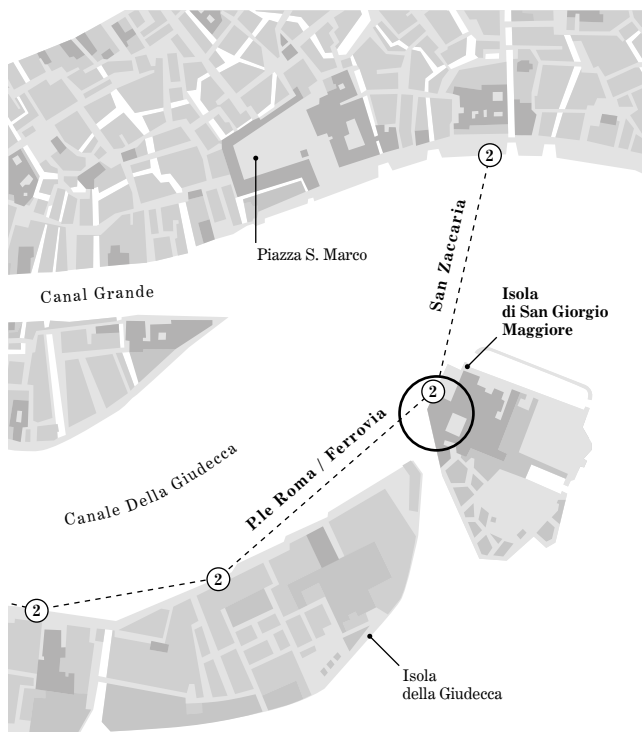 2
Piazza S. Marco
San Zaccaria
Canal Grande
Isola
di San Giorgio
Maggiore
2
P.le Roma / Ferrovia
Canale Della Giudecca
2
2
Isola
della Giudecca